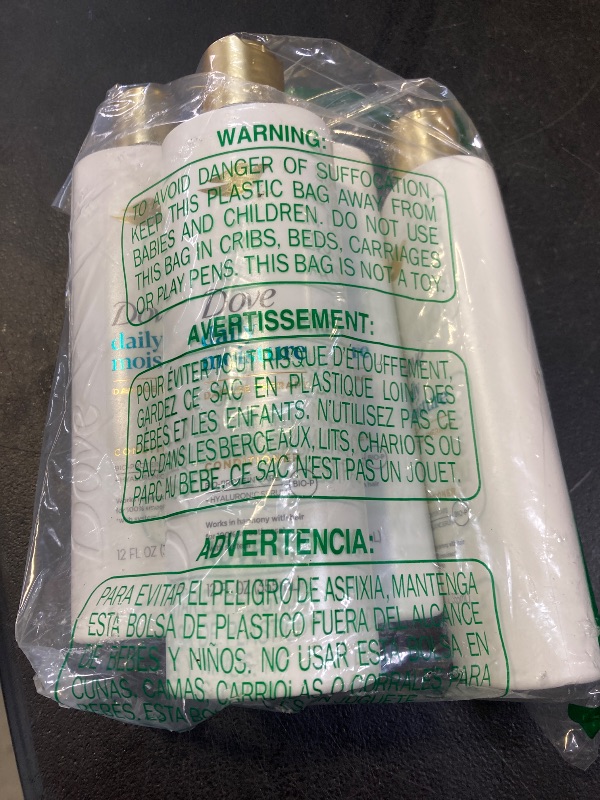 WARNING:
TO AVOID DANGER OF SUFFOCATION,
KEEP THIS PLASTIC BAG AWAY FROM
BABIES AND CHILDREN. DO NOT USE
THIS BAG IN CRIBS, BEDS, CARRIAGES
OR PLAY PENS. THIS BAG IS NOT A TOY.
Dove
daily
mois
Dove
AVERTISSEMENT:
POUR ÉVITER TOUT RISQUE D'ÉTOUFFEMENT,
GARDEZ CE SAC EN PLASTIQUE LOIN DES
BÉBÉS ET LES ENFANTS. N'UTILISEZ PAS CE
SAC DANS LES BERCEAUX, LITS, CHARIOTS OU
PARC AU BEBE. CE SAC N'EST PAS UN JOUET.
Works in harmony with hair
12 FL OZ
ADVERTENCIA:
PARA EVITAR EL PELIGRO DE ASFIXIA, MANTENGA
ESTA BOLSA DE PLASTICO FUERA DEL ALCANCE
DE BEBES Y NIÑOS. NO USAR ESTA BOLSA EN
CUNAS, CAMAS, CARRIOLAS O CORRALES PARA
BEBES. ESTA